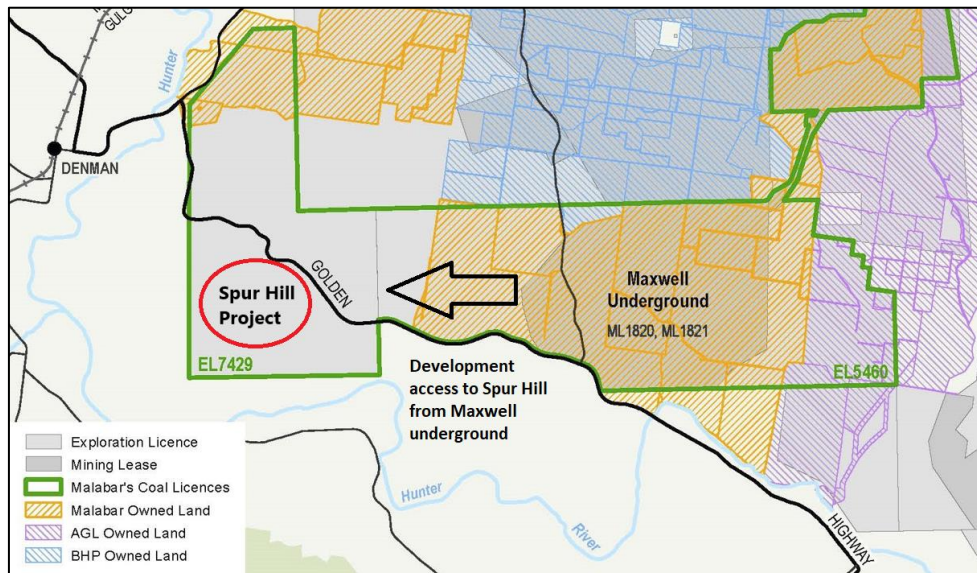 GULG
Hunter
DENMAN
GOLDEN
Spur Hill
Project
EL7429
Maxwell
Underground
ML1820, ML1821
EL5460
Development
access to Spur Hill
from Maxwell
underground
Hunter
River
HIGHWAY
Exploration Licence
Mining Lease
Malabar's Coal Licences
Malabar Owned Land
AGL Owned Land
BHP Owned Land